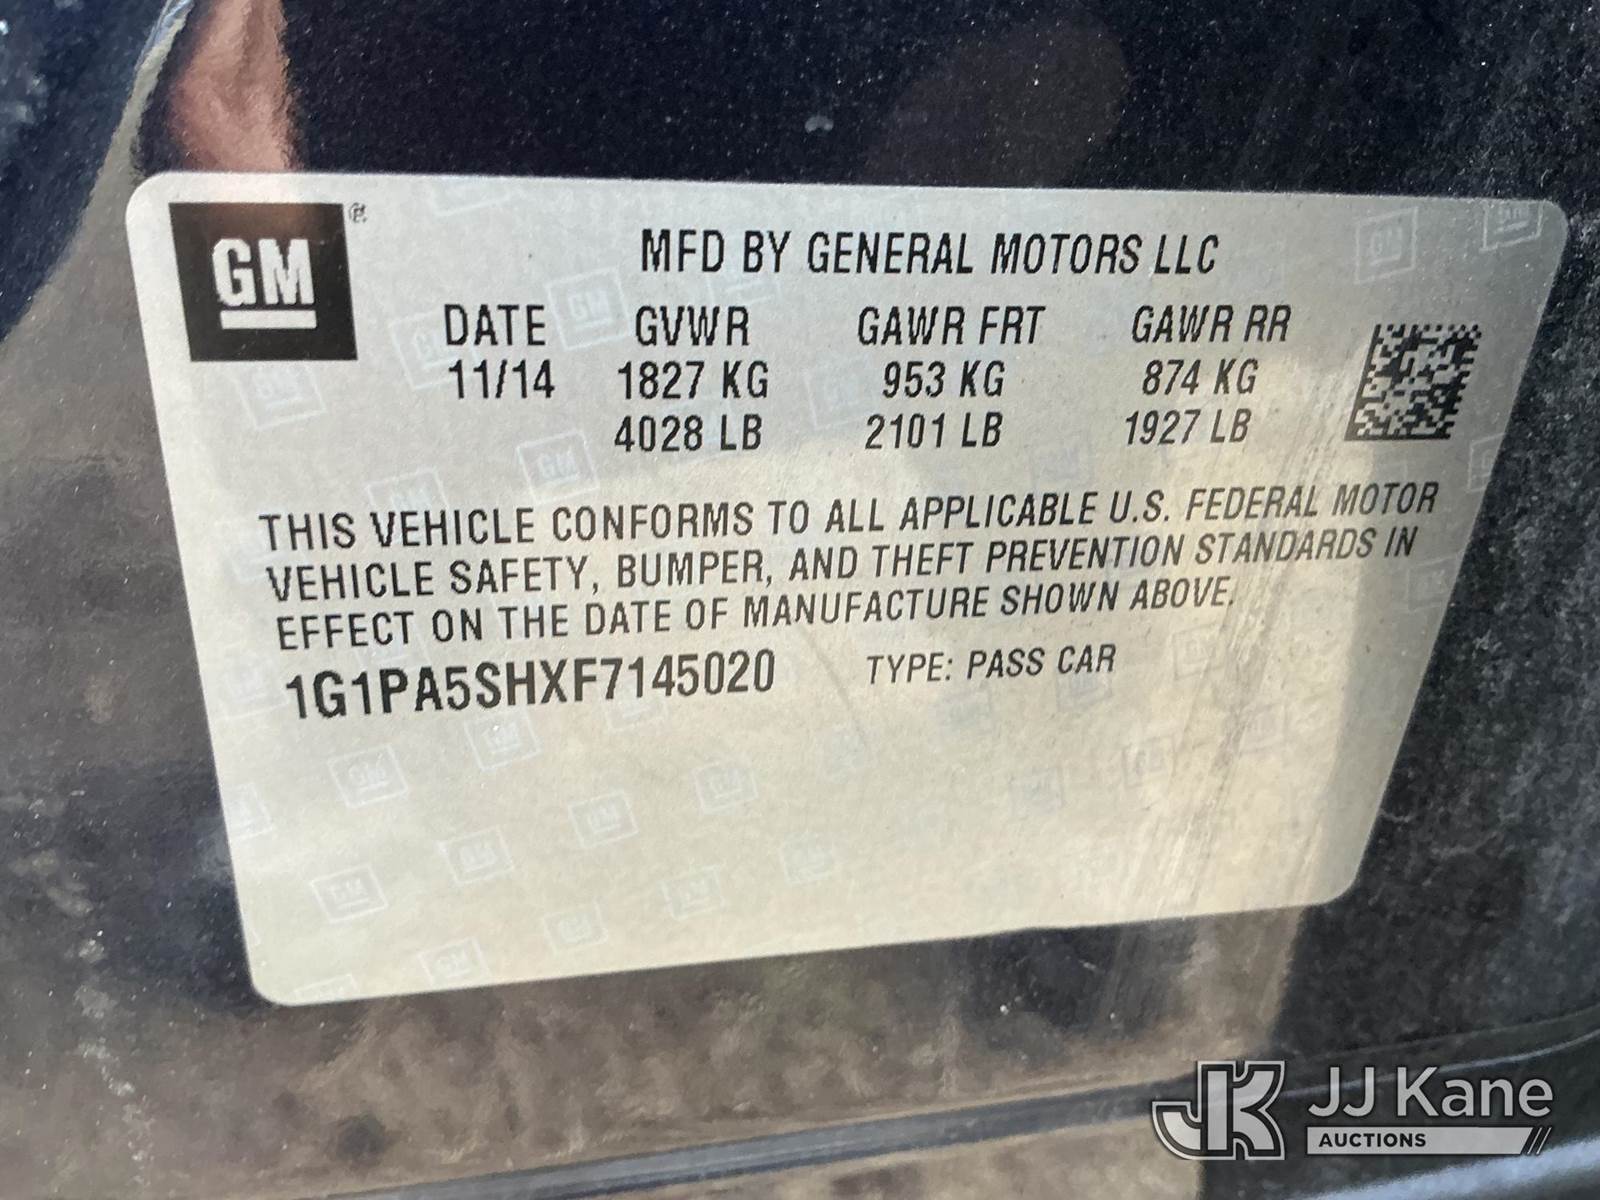 GM
MFD BY GENERAL MOTORS LLC
DATE GVWR GAWR FRT GAWR RR
11/14 1827 KG 953 KG 874 KG
4028 LB 2101 LB 1927 LB
THIS VEHICLE CONFORMS TO ALL APPLICABLE U.S. FEDERAL MOTOR
VEHICLE SAFETY, BUMPER, AND THEFT PREVENTION STANDARDS IN
EFFECT ON THE DATE OF MANUFACTURE SHOWN ABOVE.
1G1PA5SHXF7145020 TYPE: PASS CAR
JK JJ Kane
AUCTIONS